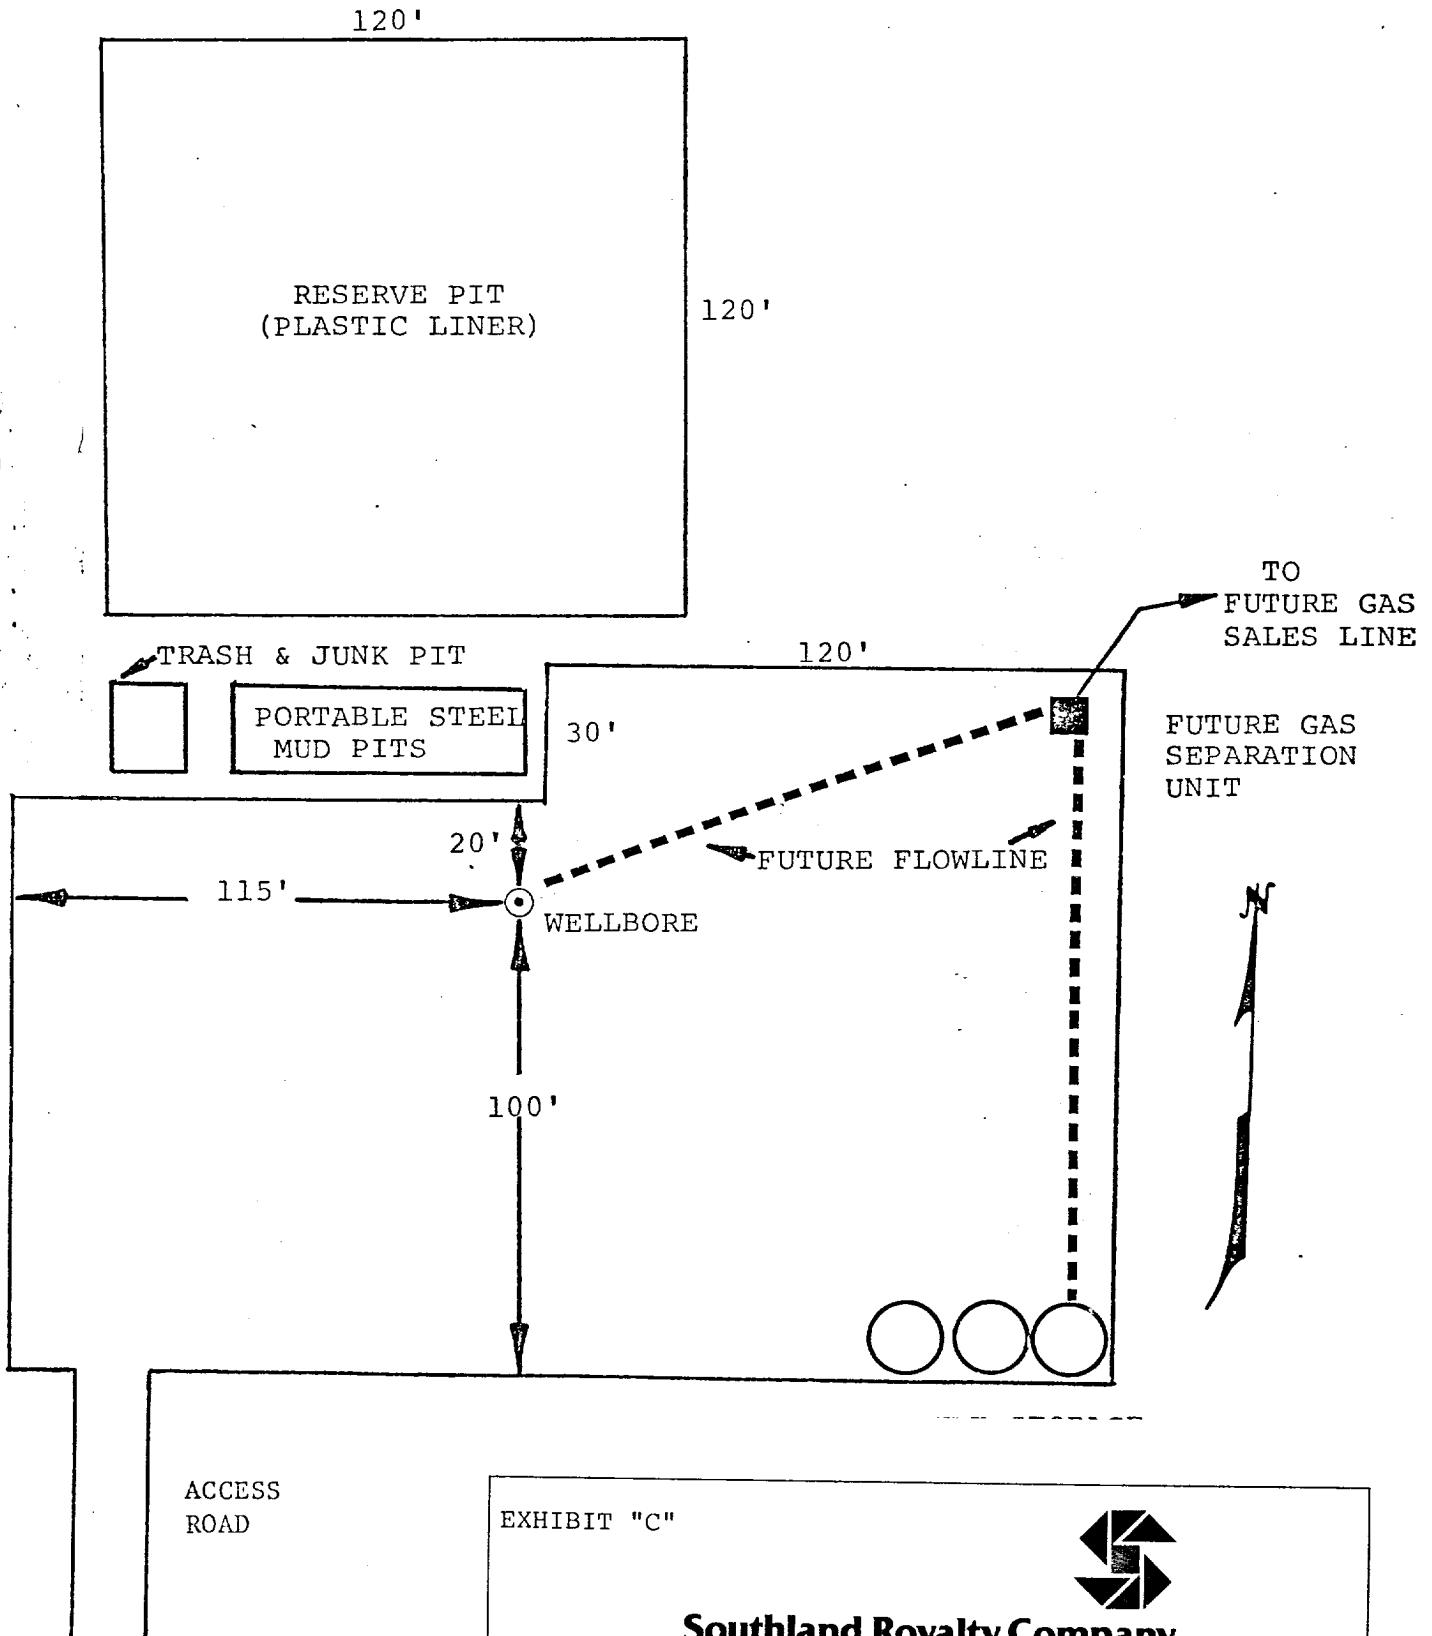 120'
RESERVE PIT
(PLASTIC LINER)
120'
TO
FUTURE GAS
SALES LINE
TRASH & JUNK PIT
120'
PORTABLE STEEL
MUD PITS
30'
FUTURE GAS
SEPARATION
UNIT
20'
FUTURE FLOWLINE
115'
WELLBORE
N
100'
ACCESS
ROAD
EXHIBIT "C"
Southland Royalty Company